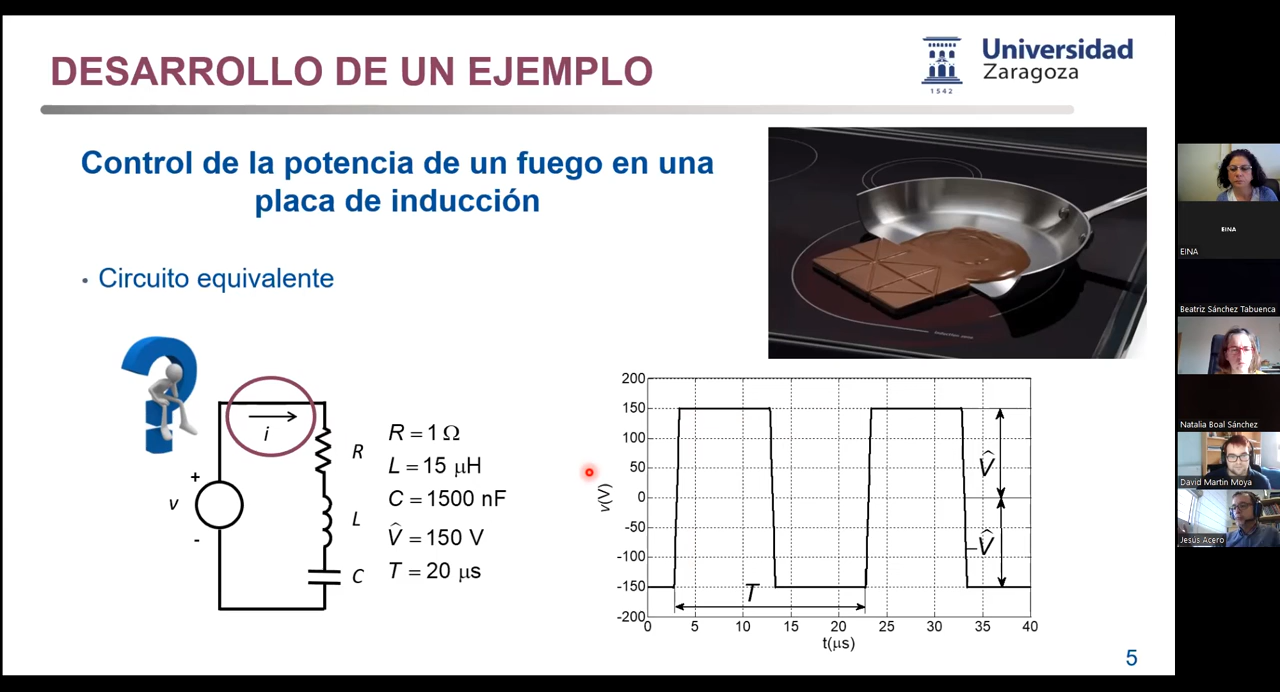 DESARROLLO DE UN EJEMPLO
Universidad
Zaragoza
1542
Control de la potencia de un fuego en una
placa de inducción
• Circuito equivalente
i
+
v
-
R
L
C
R = 1 Ω
L = 15 μH
C = 1500 nF
V̂ = 150 V
T = 20 μs
200
150
100
50
0
-50
-100
-150
-200
v(V)
V̂
-V̂
T
0 5 10 15 20 25 30 35 40
t(μs)
5
EINA
EINA
Beatriz Sánchez Tabuenca
Natalia Boal Sánchez
David Martin Moya
Jesús Acero